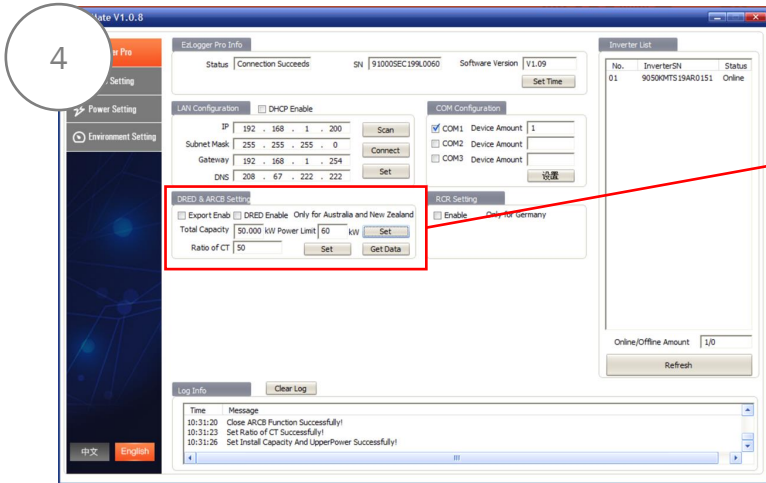 4
ate V1.0.8
er Pro
Setting
Power Setting
Environment Setting
中文 English
EzLogger Pro Info
Status Connection Succeeds SN 91000SEC199L0060 Software Version V1.09
Set Time
LAN Configuration DHCP Enable
IP 192 . 168 . 1 . 200 Scan
Subnet Mask 255 . 255 . 255 . 0 Connect
Gateway 192 . 168 . 1 . 254
DNS 208 . 67 . 222 . 222 Set
COM Configuration
COM1 Device Amount 1
COM2 Device Amount
COM3 Device Amount
设置
DRED & ARCB Setting
Export Enab DRED Enable Only for Australia and New Zealand
Total Capacity 50.000 kW Power Limit 60 kW Set
Ratio of CT 50 Set Get Data
RCR Setting
Enable Only for Germany
Inverter List
No. InverterSN Status
01 9050KMTS19AR0151 Online
Online/Offline Amount 1/0
Refresh
Log Info Clear Log
Time Message
10:31:20 Close ARCB Function Successfully!
10:31:23 Set Ratio of CT Successfully!
10:31:26 Set Install Capacity And UpperPower Successfully!